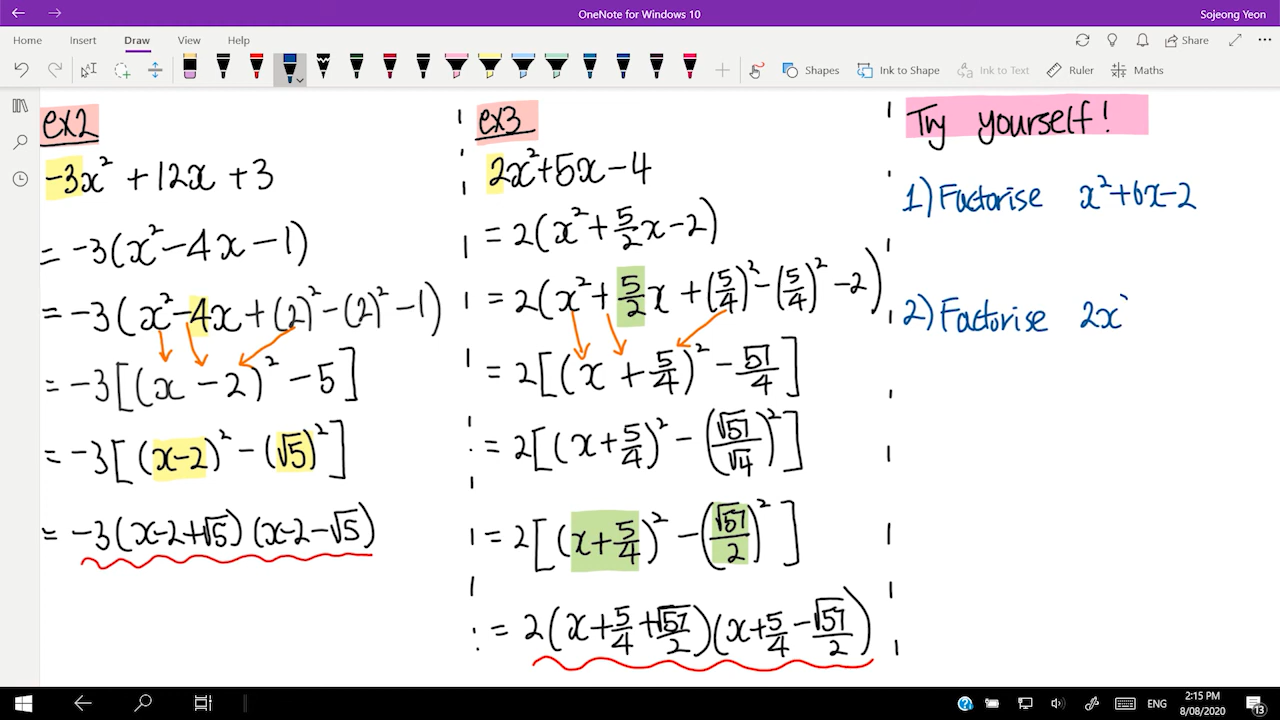 OneNote for Windows 10
Sojeong Yeon
Home Insert Draw View Help
Share
Shapes Ink to Shape Ink to Text Ruler Maths
ex2
-3x² + 12x + 3
= -3(x² - 4x - 1)
= -3(x² - 4x + (2)² - (2)² - 1)
= -3[(x - 2)² - 5]
= -3[(x-2)² - (√5)²]
= -3(x-2+√5)(x-2-√5)
ex3
2x²+5x-4
= 2(x² + 5/2x - 2)
= 2(x² + 5/2x + (5/4)² - (5/4)² - 2)
= 2[(x + 5/4)² - 57/4]
= 2[(x + 5/4)² - (√57/√4)²]
= 2[(x + 5/4)² - (√57/2)²]
= 2(x + 5/4 + √57/2)(x + 5/4 - √57/2)
Try yourself!
1) Factorise x²+6x-2
2) Factorise 2x
ENG
2:15 PM
8/08/2020
13